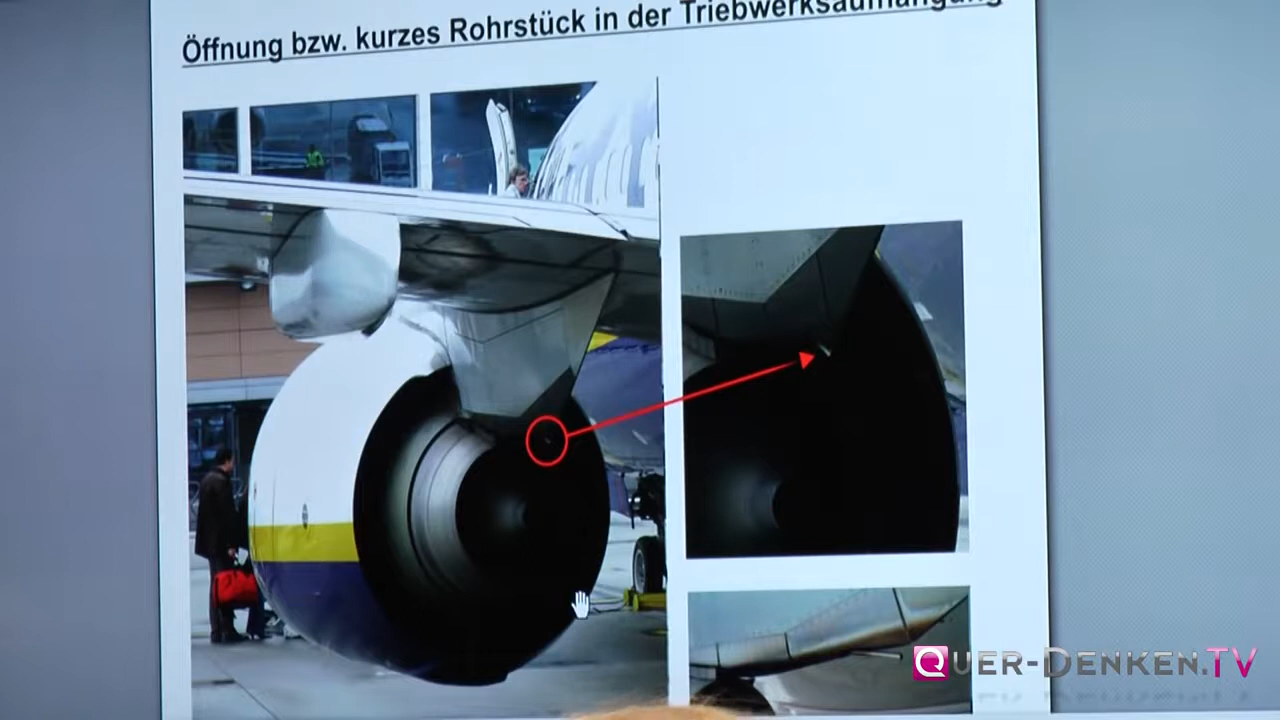 Öffnung bzw. kurzes Rohrstück in der Triebwerksaufhängung
QUER-DENKEN.TV